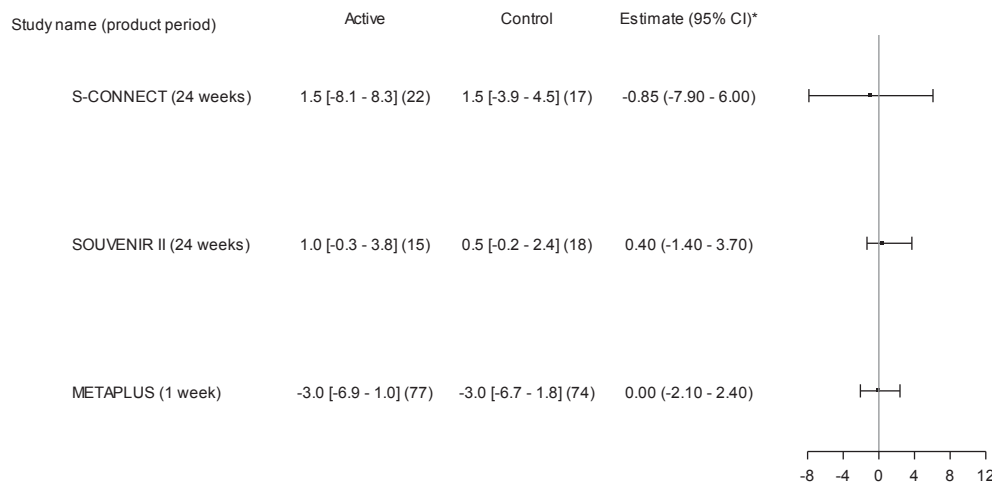 Study name (product period) Active Control Estimate (95% CI)*
S-CONNECT (24 weeks) 1.5 [-8.1 - 8.3] (22) 1.5 [-3.9 - 4.5] (17) -0.85 (-7.90 - 6.00)
SOUVENIR II (24 weeks) 1.0 [-0.3 - 3.8] (15) 0.5 [-0.2 - 2.4] (18) 0.40 (-1.40 - 3.70)
METAPLUS (1 week) -3.0 [-6.9 - 1.0] (77) -3.0 [-6.7 - 1.8] (74) 0.00 (-2.10 - 2.40)
-8 -4 0 4 8 12